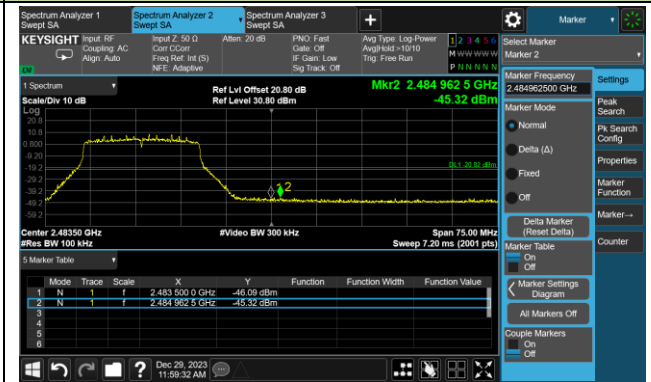 Spectrum Analyzer 1
Swept SA
Spectrum Analyzer 2
Swept SA
Spectrum Analyzer 3
Swept SA
+
Marker
KEYSIGHT
Input: RF
Coupling: AC
Align: Auto
Input Z: 50 Ω
Corr CCorr
Freq Ref: Int (S)
NFE: Adaptive
Atten: 20 dB
PNO: Fast
Gate: Off
IF Gain: Low
Sig Track: Off
Avg Type: Log-Power
Avg|Hold:>10/10
Trig: Free Run
1 2 3 4 5 6
M W W W W W
P N N N N N
Select Marker
Marker 2
1 Spectrum
Scale/Div 10 dB
Log
Ref Lvl Offset 20.80 dB
Ref Level 30.80 dBm
Mkr2 2.484 962 5 GHz
-45.32 dBm
20.8
10.8
0.800
-9.20
-19.2
-29.2
-39.2
-49.2
-59.2
DL1 -20.82 dBm
1
2
Center 2.48350 GHz
#Res BW 100 kHz
#Video BW 300 kHz
Span 75.00 MHz
Sweep 7.20 ms (2001 pts)
5 Marker Table
Mode Trace Scale X Y Function Function Width Function Value
1 N 1 f 2.483 500 0 GHz -46.09 dBm
2 N 1 f 2.484 962 5 GHz -45.32 dBm
3
4
5
6
Marker Frequency
2.484962500 GHz
Marker Mode
Normal
Delta (Δ)
Fixed
Off
Delta Marker
(Reset Delta)
Marker Table
On
Off
Marker Settings
Diagram
All Markers Off
Couple Markers
On
Off
Settings
Peak
Search
Pk Search
Config
Properties
Marker
Function
Marker→
Counter
?
Dec 29, 2023
11:59:32 AM